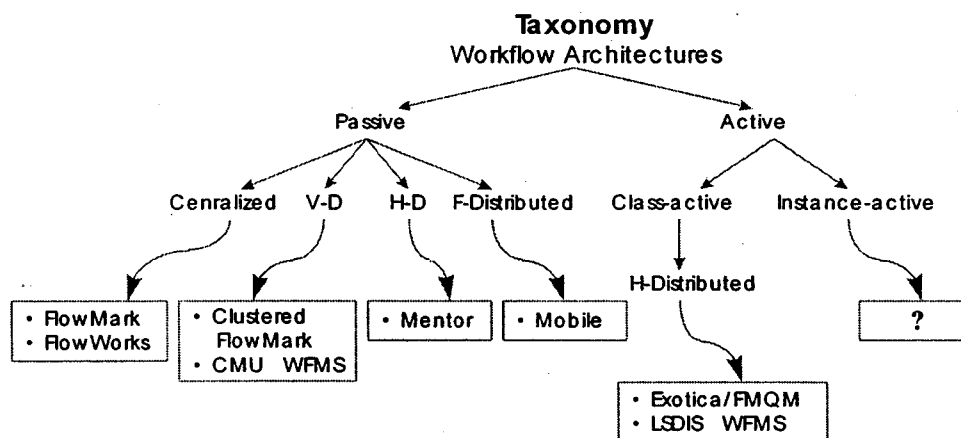 Taxonomy
Workflow Architectures
Passive
Active
Cenralized
V-D
H-D
F-Distributed
Class-active
Instance-active
H-Distributed
• FlowMark
• FlowWorks
• Clustered
FlowMark
• CMU WFMS
• Mentor
• Mobile
?
• Exotica/FMQM
• LSDIS WFMS